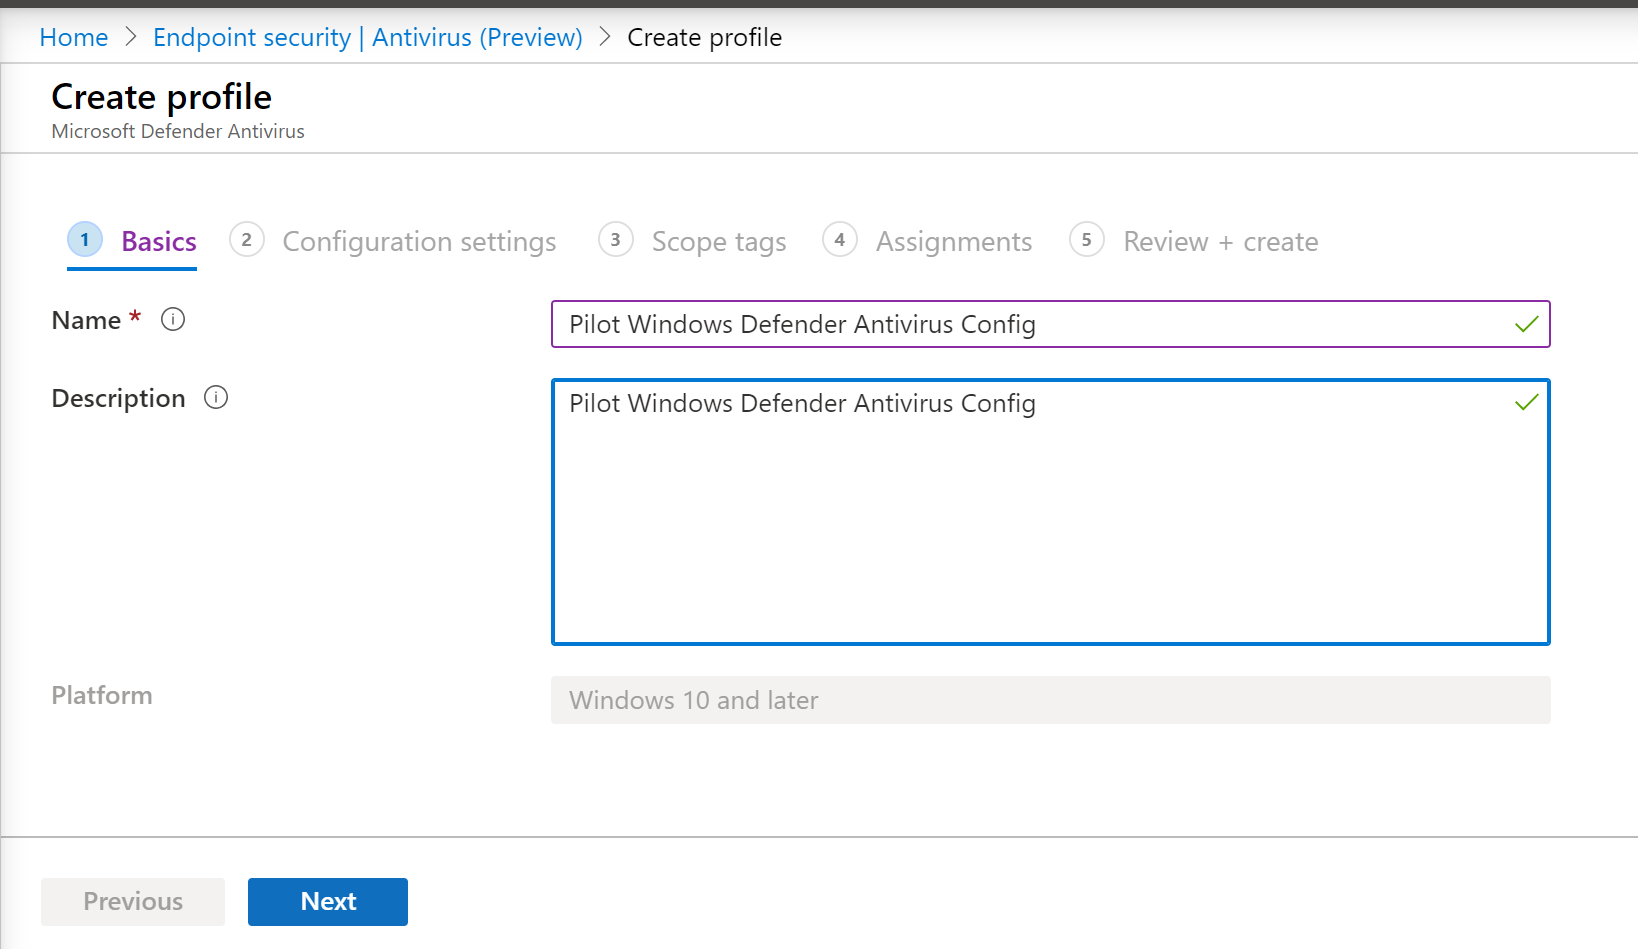 Home > Endpoint security | Antivirus (Preview) > Create profile
Create profile
Microsoft Defender Antivirus
1 Basics 2 Configuration settings 3 Scope tags 4 Assignments 5 Review + create
Name * Pilot Windows Defender Antivirus Config
Description Pilot Windows Defender Antivirus Config
Platform Windows 10 and later
Previous Next